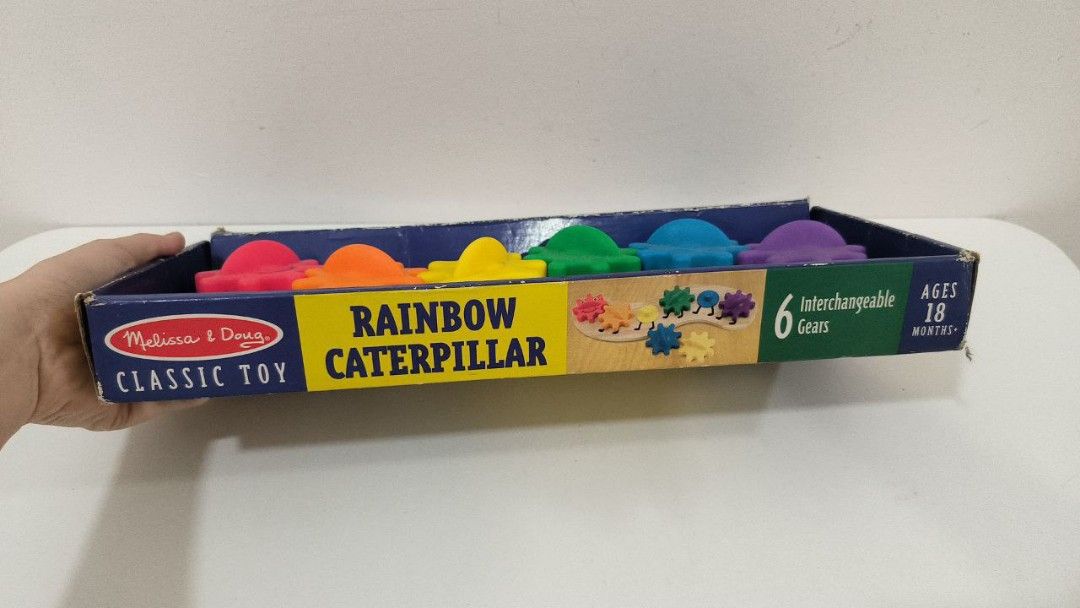 Melissa & Doug®
CLASSIC TOY
RAINBOW
CATERPILLAR
6 Interchangeable
Gears
AGES
18
MONTHS+